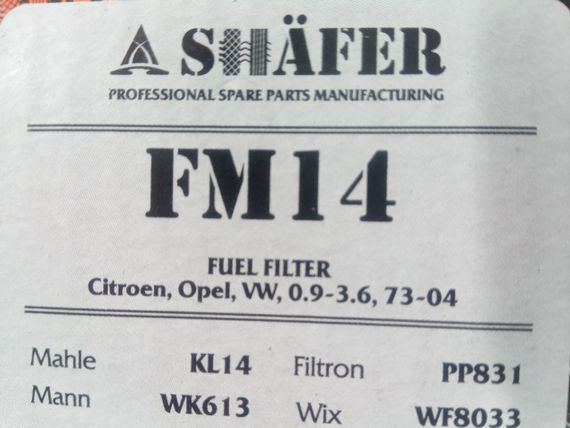 SHÄFER
PROFESSIONAL SPARE PARTS MANUFACTURING
FM14
FUEL FILTER
Citroen, Opel, VW, 0.9-3.6, 73-04
Mahle KL14 Filtron PP831
Mann WK613 Wix WF8033